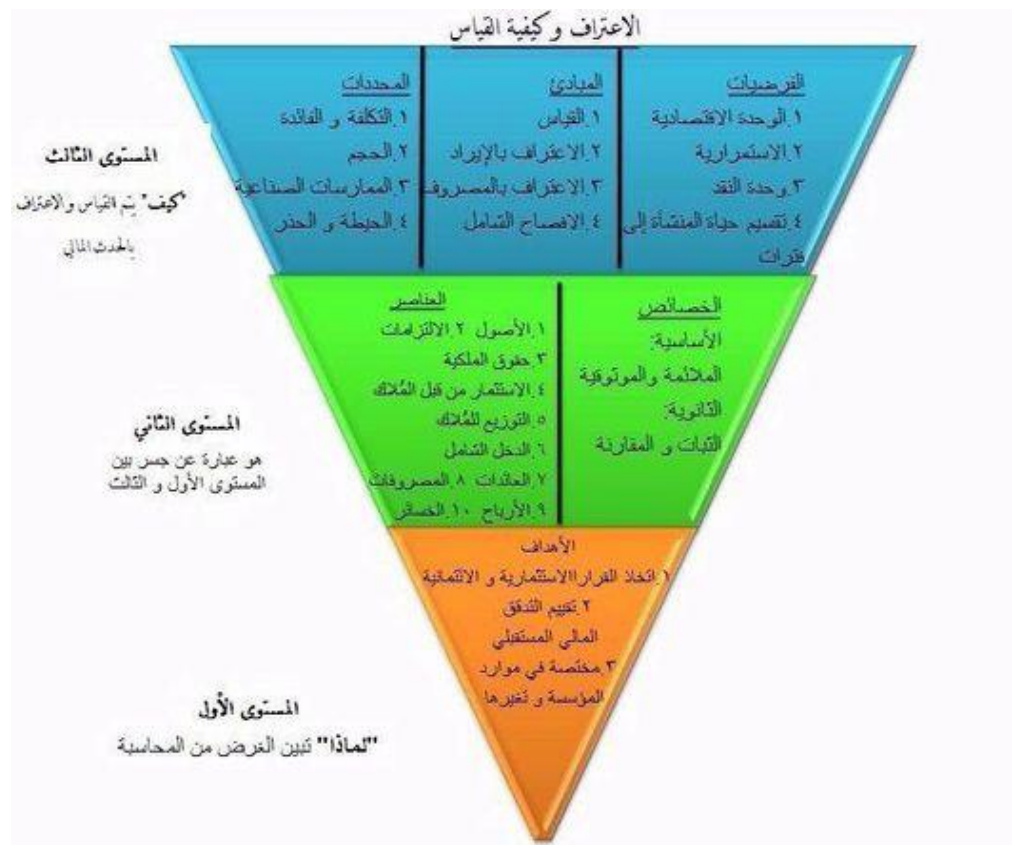 الاعتراف و كيفية القياس
الفرضيات
١.الوحدة الاقتصادية
٢.الاستمرارية
٣.وحدة النقد
٤.تقسيم حياة المنشأة إلى
فترات
المبادئ
١.القياس
٢.الاعتراف بالإيراد
٣.الاعتراف بالمصروف
٤.الافصاح الشامل
المحددات
١.التكلفة و الفائدة
٢.الحجم
٣.الممارسات الصناعية
٤.الحيطة و الحذر
المستوى الثالث
"كيف" يتم القياس والاعتراف
بالحدث المالي
الخصائص
الأساسية:
الملائمة والموثوقية
الثانوية:
الثبات و المقارنة
العناصر
١.الأصول ٢.الالتزامات
٣.حقوق الملكية
٤.الاستثمار من قبل المُلاك
٥.التوزيع للمُلاك
٦.الدخل الشامل
٧.العائدات ٨.المصروفات
٩.الأرباح ١٠.الخسائر
المستوى الثاني
هو عبارة عن جسر بين
المستوى الأول و الثالث
الأهداف
١.اتخاذ القرارالاستثمارية و الائتمانية
٢.تقييم التدفق
المالي المستقبلي
٣.مختصة في موارد
المؤسسة و تغيرها
المستوى الأول
"لماذا" تبين الغرض من المحاسبة